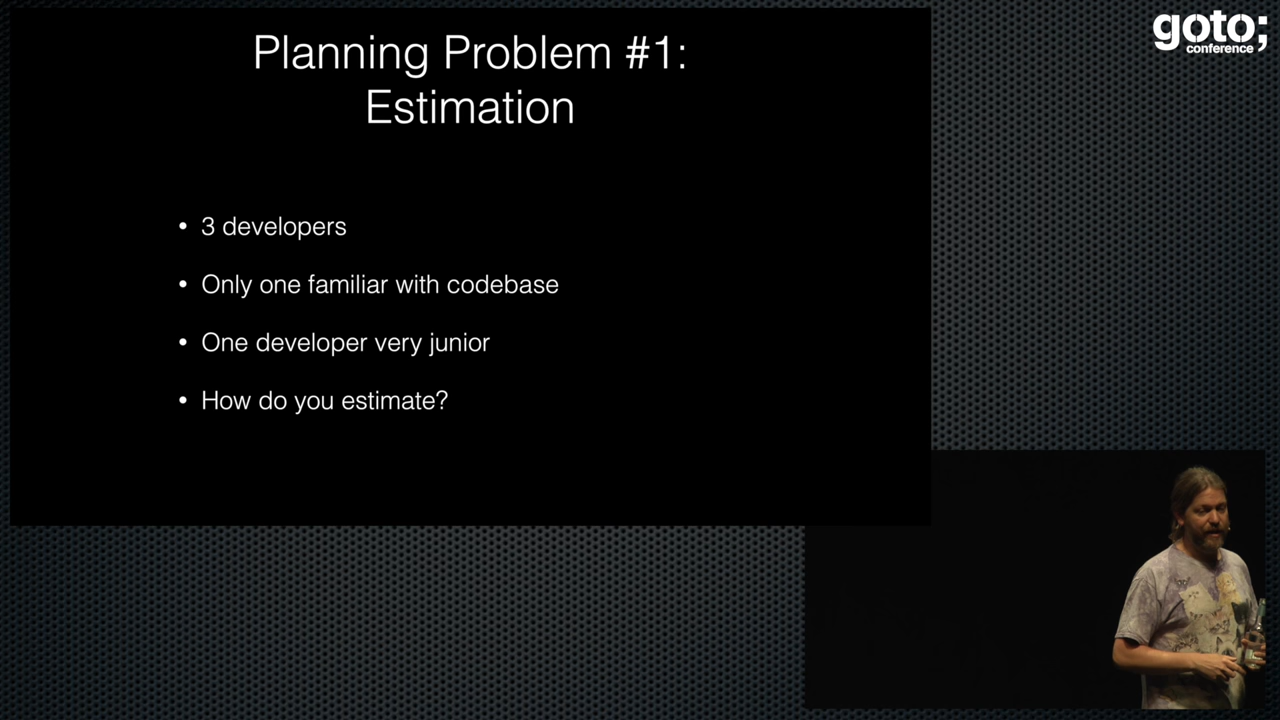 Planning Problem #1:
Estimation
• 3 developers
• Only one familiar with codebase
• One developer very junior
• How do you estimate?
goto;
conference